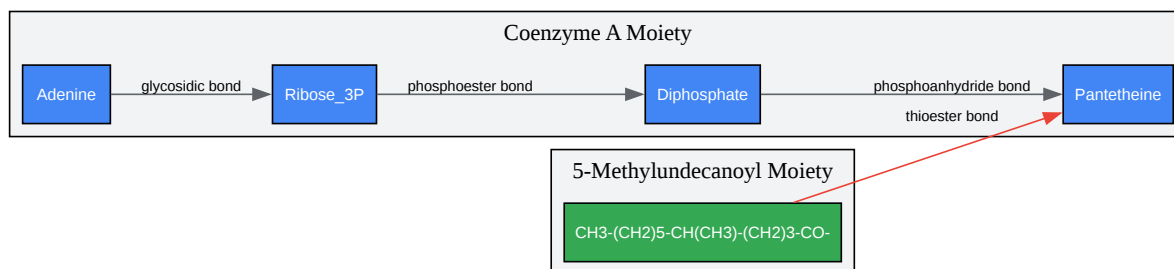 Coenzyme A Moiety
Adenine
glycosidic bond
Ribose_3P
phosphoester bond
Diphosphate
phosphoanhydride bond
Pantetheine
thioester bond
5-Methylundecanoyl Moiety
CH3-(CH2)5-CH(CH3)-(CH2)3-CO-